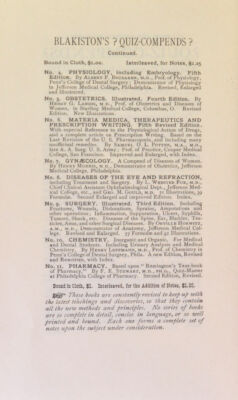 BLAKISTON'S ? QUIZ-COMPENDS ?
Continued.
Bound in Cloth, $1.00. Interleaved, for Notes, $1.25
No. 4. PHYSIOLOGY, including Embryology. Fifth
Edition. By ALBERT P. BRUBAKER, M.D., Prof. of Physiology,
Penn'a College of Dental Surgery; Demonstrator of Physiology
in Jefferson Medical College, Philadelphia. Revised, Enlarged
and Illustrated.
No. 5. OBSTETRICS. Illustrated. Fourth Edition. By
HENRY G. LANDIS, M.D., Prof. of Obstetrics and Diseases of
Women, in Starling Medical College, Columbus, O. Revised
Edition. New Illustrations.
No. 6. MATERIA MEDICA, THERAPEUTICS AND
PRESCRIPTION WRITING. Fifth Revised Edition.
With especial Reference to the Physiological Action of Drugs,
and a complete article on Prescription Writing. Based on the
Last Revision of the U. S. Pharmacopœia, and including many
unofficinal remedies. By SAMUEL O. L. POTTER, M.A., M.D.,
late A. A. Surg. U. S. Army; Prof. of Practice, Cooper Medical
College, San Francisco. Improved and Enlarged, with Index.
No. 7. GYNÆCOLOGY. A Compend of Diseases of Women.
By HENRY MORRIS, M.D., Demonstrator of Obstetrics, Jefferson
Medical College, Philadelphia.
No. 8. DISEASES OF THE EYE AND REFRACTION,
including Treatment and Surgery. By L. WEBSTER FOX, M.D.,
Chief Clinical Assistant Ophthalmological Dept., Jefferson Med-
ical College, etc., and GEO. M. GOULD, M.D. 71 Illustrations, 39
Formulæ. Second Enlarged and improved Edition. Index.
No. 9. SURGERY. Illustrated. Third Edition. Including
Fractures, Wounds, Dislocations, Sprains, Amputations and
other operations; Inflammation, Suppuration, Ulcers, Syphilis,
Tumors, Shock, etc. Diseases of the Spine, Ear, Bladder, Tes-
ticles, Anus, and other Surgical Diseases. By ORVILLE HORWITZ,
A.M., M.D., Demonstrator of Anatomy, Jefferson Medical Col-
lege. Revised and Enlarged. 77 Formulæ and 91 Illustrations.
No. 10. CHEMISTRY. Inorganic and Organic. For Medical
and Dental Students. Including Urinary Analysis and Medical
Chemistry. By HENRY LEFFMANN, M.D., Prof. of Chemistry in
Penn'a College of Dental Surgery, Phila. A new Edition, Revised
and Rewritten, with Index.
No. 11. PHARMACY. Based upon "Remington's Text-book
of Pharmacy." By F. E. STEWART, M.D., PH.G., Quiz-Master
at Philadelphia College of Pharmacy. Second Edition, Revised.
Bound in Cloth, $1. Interleaved, for the Addition of Notes, $1.25.
These books are constantly revised to keep up with
the latest teachings and discoveries, so that they contain
all the new methods and principles. No series of books
are so complete in detail, concise in language, or so well
printed and bound. Each one forms a complete set of
notes upon the subject under consideration.